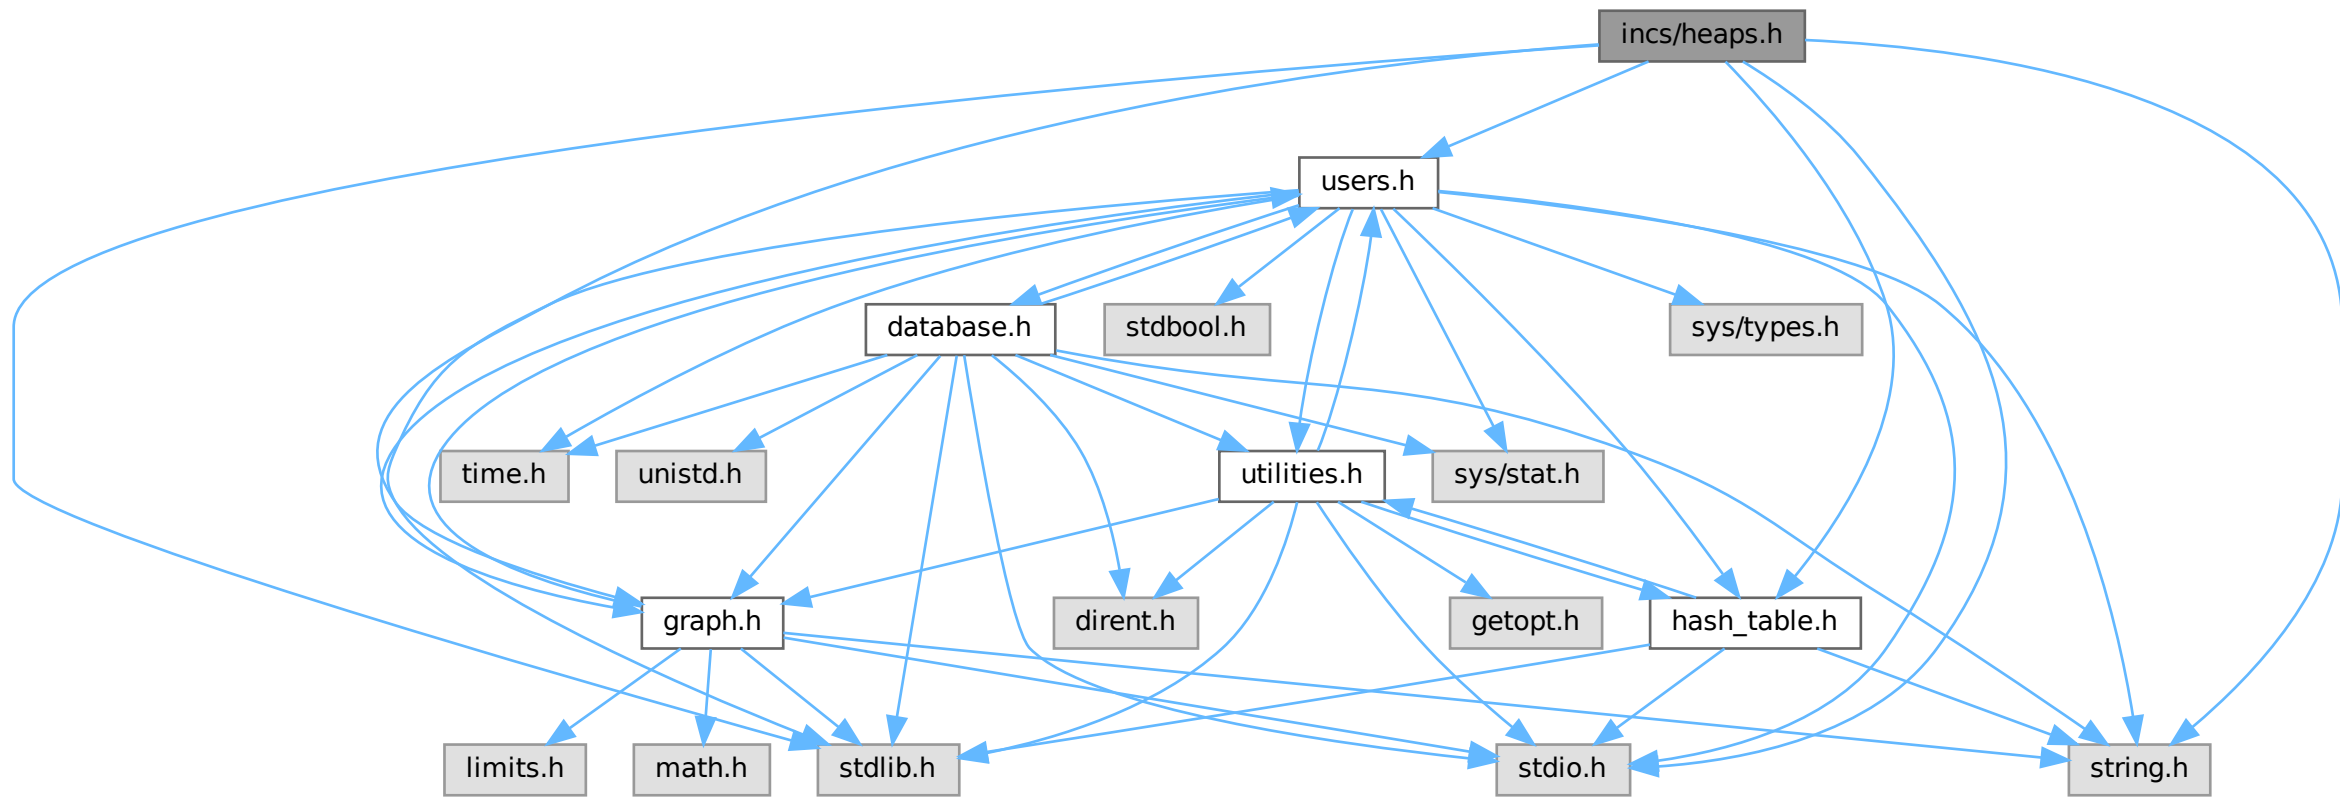 incs/heaps.h
users.h
database.h
stdbool.h
sys/types.h
time.h
unistd.h
utilities.h
sys/stat.h
graph.h
dirent.h
getopt.h
hash_table.h
limits.h
math.h
stdlib.h
stdio.h
string.h